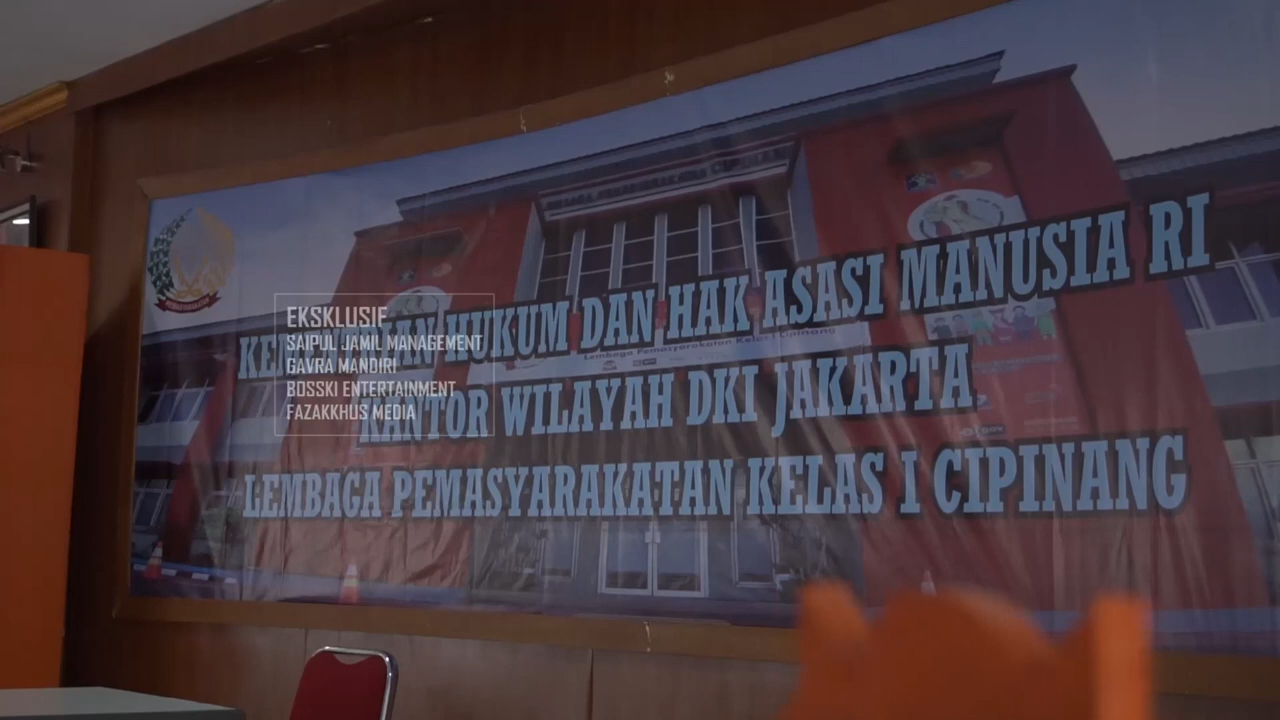 KEMENTERIAN HUKUM DAN HAK ASASI MANUSIA RI
KANTOR WILAYAH DKI JAKARTA
LEMBAGA PEMASYARAKATAN KELAS I CIPINANG
Lembaga Pemasyarakatan Kelas I Cipinang
EKSKLUSIF
SAIPUL JAMIL MANAGEMENT
GAVRA MANDIRI
BOSSKI ENTERTAINMENT
FAZAKKHUS MEDIA